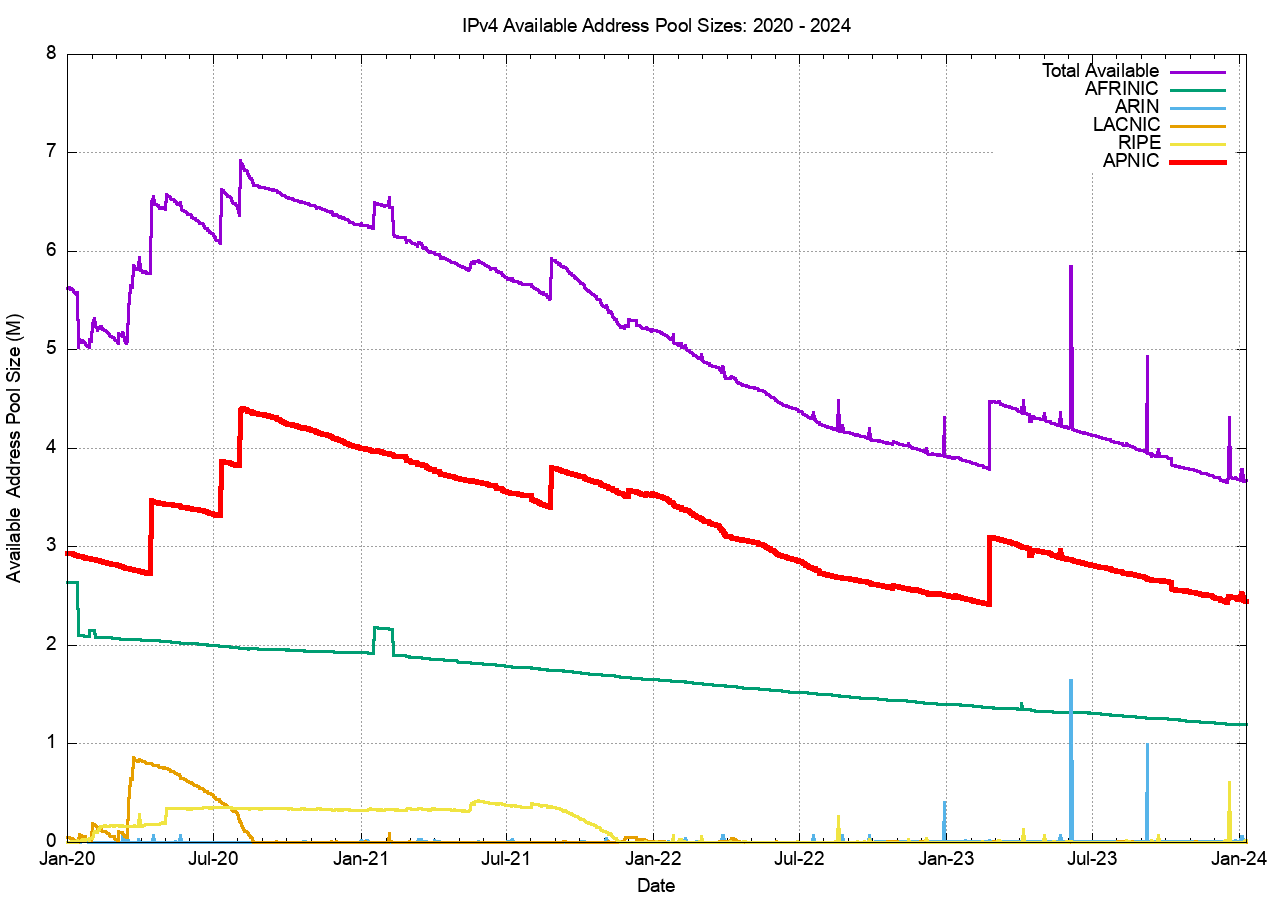 IPv4 Available Address Pool Sizes: 2020 - 2024
Total Available
AFRINIC
ARIN
LACNIC
RIPE
APNIC
Available  Address Pool Size (M)
8
7
6
5
4
3
2
1
0
Jan-20 Jul-20 Jan-21 Jul-21 Jan-22 Jul-22 Jan-23 Jul-23 Jan-24
Date